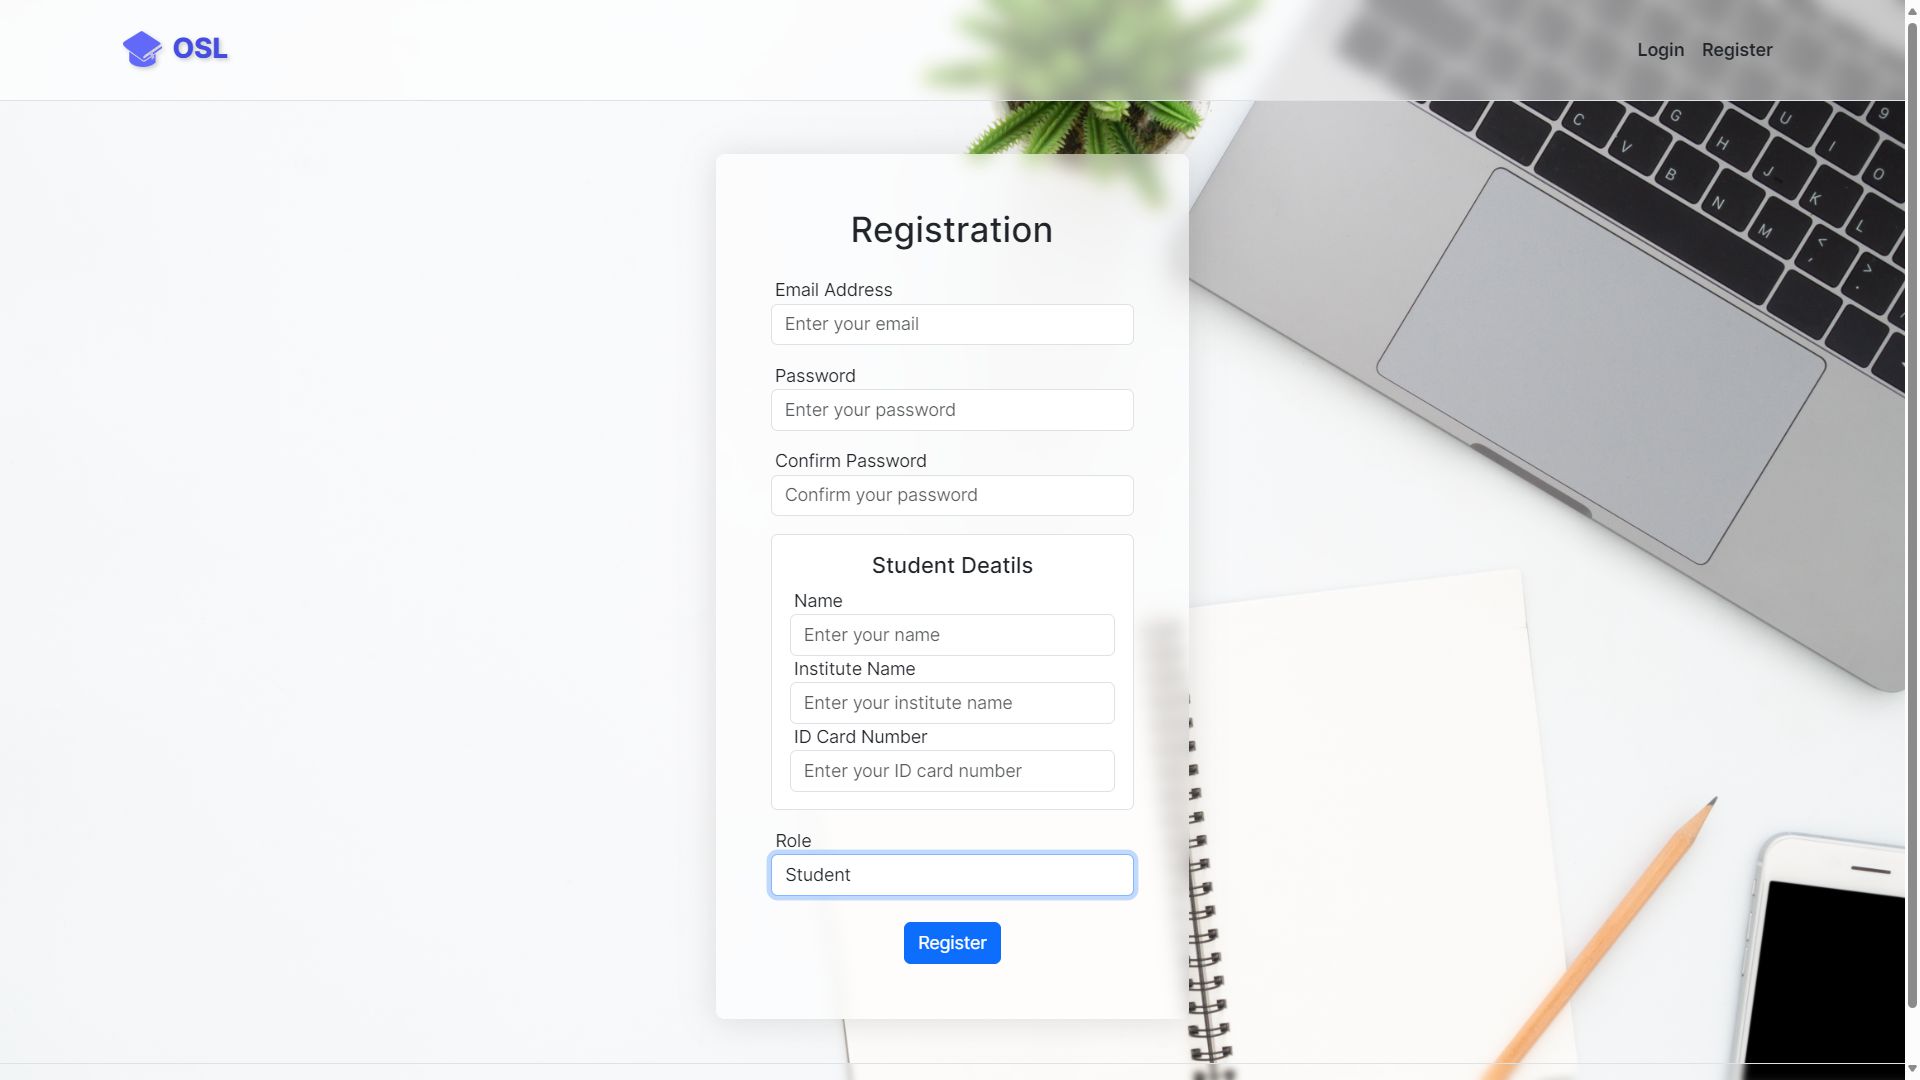 OSL
Login Register
Registration
Email Address
Enter your email
Password
Enter your password
Confirm Password
Confirm your password
Student Deatils
Name
Enter your name
Institute Name
Enter your institute name
ID Card Number
Enter your ID card number
Role
Student
Register
C G U 9
V H I
B J O
N K
M L
< ,
> .